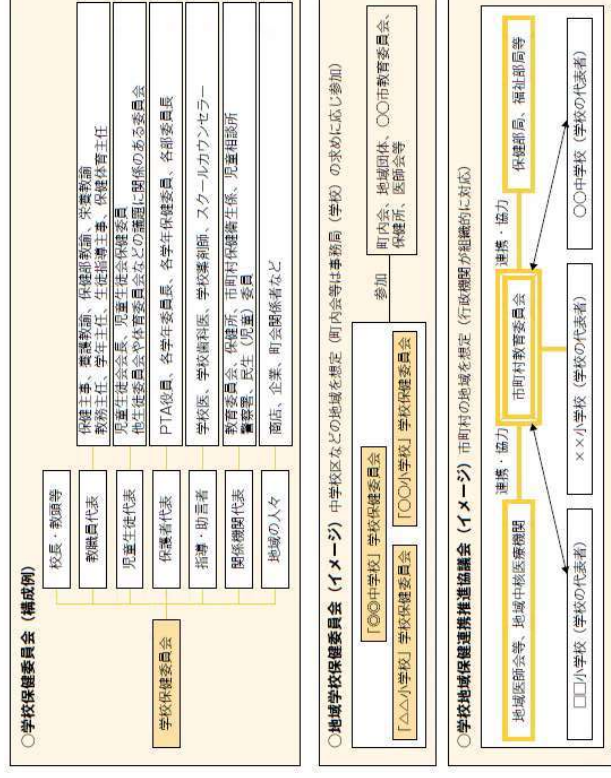 ○学校保健委員会（構成例）
学校保健委員会
校長・教頭等
教職員代表
保健主事、養護教諭、保健部教諭、栄養教諭
教務主任、学年主任、生徒指導主事、保健体育主任
児童生徒代表
児童生徒会会長、児童生徒会保健委員
他生徒委員会や体育委員会などの議題に関係のある委員会
保護者代表
PTA役員、各学年委員長、各学年保健委員、各部委員長
指導・助言者
学校医、学校歯科医、学校薬剤師、スクールカウンセラー
関係機関代表
教育委員会、保健所、市町村保健衛生係、児童相談所
警察署、民生（児童）委員
地域の人々
商店、企業、町会関係者など
○地域学校保健委員会（イメージ）中学校区などの地域を想定（町内会等は事務局（学校）の求めに応じ参加）
「◎◎中学校」学校保健委員会
「△△小学校」学校保健委員会
「○○小学校」学校保健委員会
参加
町内会、地域団体、○○市教育委員会、
保健所、医師会等
○学校地域保健連携推進協議会（イメージ）市町村の地域を想定（行政機関が組織的に対応）
地域医師会等、地域中核医療機関
連携・協力
市町村教育委員会
連携・協力
保健部局、福祉部局等
□□小学校（学校の代表者）
××小学校（学校の代表者）
○○中学校（学校の代表者）